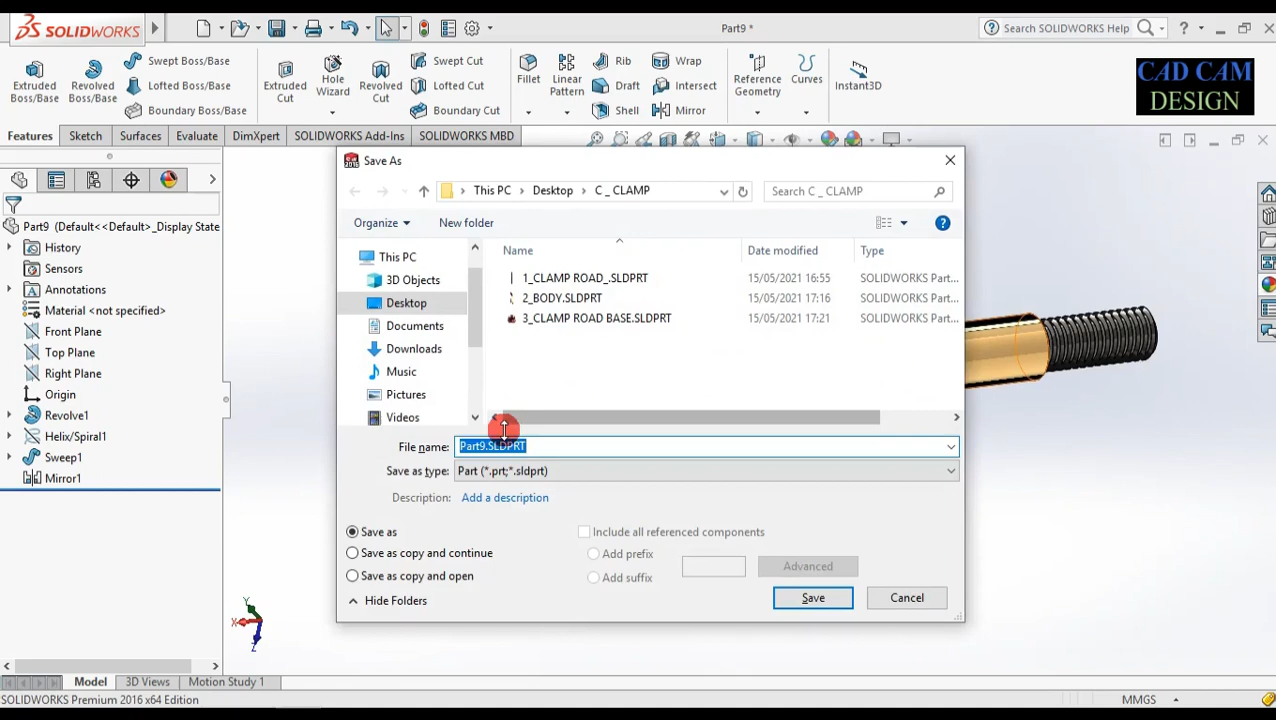 SOLIDWORKS
Part9 *
Search SOLIDWORKS Help
?
CAD CAM
DESIGN
Extruded
Boss/Base
Revolved
Boss/Base
Swept Boss/Base
Lofted Boss/Base
Boundary Boss/Base
Extruded
Cut
Hole
Wizard
Revolved
Cut
Swept Cut
Lofted Cut
Boundary Cut
Fillet
Linear
Pattern
Rib
Draft
Shell
Wrap
Intersect
Mirror
Reference
Geometry
Curves
Instant3D
Features
Sketch
Surfaces
Evaluate
DimXpert
SOLIDWORKS Add-Ins
SOLIDWORKS MBD
Part9 (Default<<Default>_Display State
History
Sensors
Annotations
Material <not specified>
Front Plane
Top Plane
Right Plane
Origin
Revolve1
Helix/Spiral1
Sweep1
Mirror1
2016
Save As
This PC
Desktop
C _ CLAMP
Search C _ CLAMP
Organize
New folder
?
This PC
3D Objects
Desktop
Documents
Downloads
Music
Pictures
Videos
Name
Date modified
Type
1_CLAMP ROAD_.SLDPRT 15/05/2021 16:55 SOLIDWORKS Part...
2_BODY.SLDPRT 15/05/2021 17:16 SOLIDWORKS Part...
3_CLAMP ROAD BASE.SLDPRT 15/05/2021 17:21 SOLIDWORKS Part...
File name: Part9.SLDPRT
Save as type: Part (*.prt;*.sldprt)
Description: Add a description
Save as
Save as copy and continue
Save as copy and open
Include all referenced components
Add prefix
Add suffix
Advanced
Hide Folders
Save
Cancel
Y
X
Z
Model
3D Views
Motion Study 1
SOLIDWORKS Premium 2016 x64 Edition
MMGS